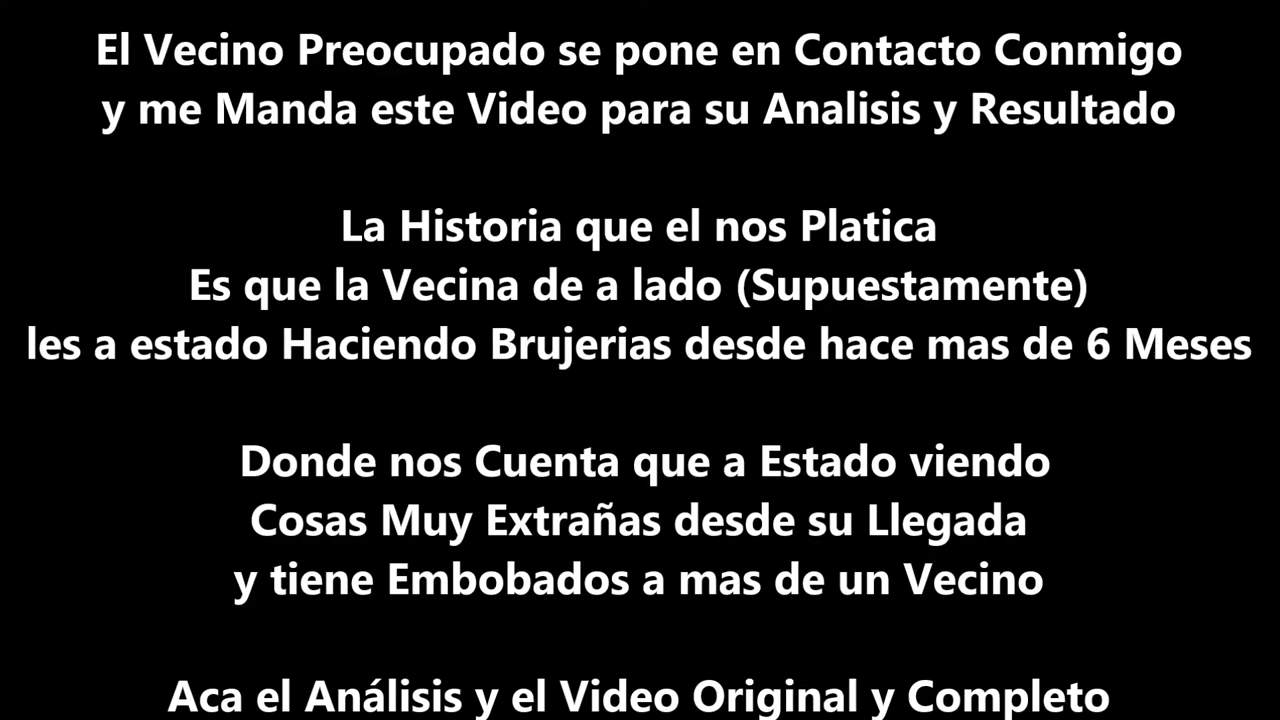 El Vecino Preocupado se pone en Contacto Conmigo
y me Manda este Video para su Analisis y Resultado
La Historia que el nos Platica
Es que la Vecina de a lado (Supuestamente)
les a estado Haciendo Brujerias desde hace mas de 6 Meses
Donde nos Cuenta que a Estado viendo
Cosas Muy Extrañas desde su Llegada
y tiene Embobados a mas de un Vecino
Aca el Análisis y el Video Original y Completo